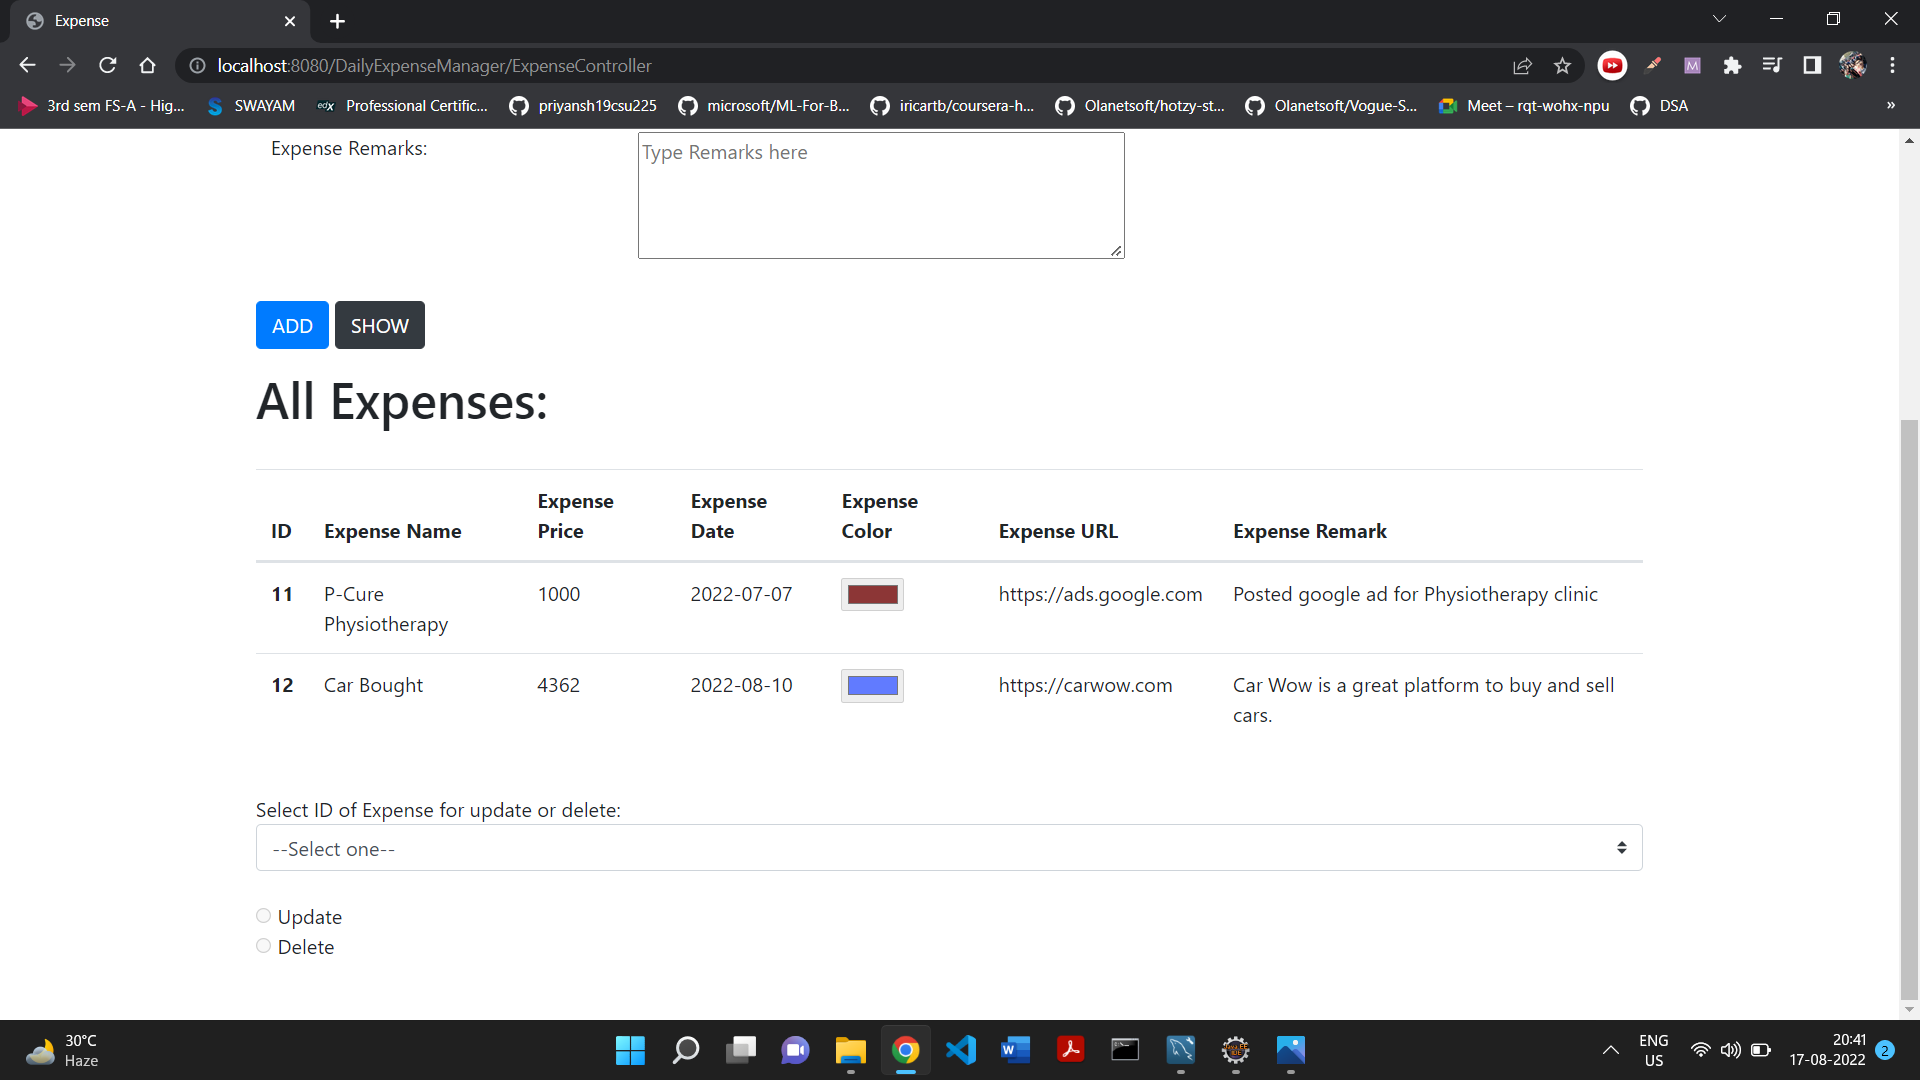 Expense
localhost:8080/DailyExpenseManager/ExpenseController
3rd sem FS-A - Hig...
SWAYAM
edx
Professional Certific...
priyansh19csu225
microsoft/ML-For-B...
iricartb/coursera-h...
Olanetsoft/hotzy-st...
Olanetsoft/Vogue-S...
Meet – rqt-wohx-npu
DSA
»
Expense Remarks:
Type Remarks here
ADD SHOW
All Expenses:
ID Expense Name Expense Price Expense Date Expense Color Expense URL Expense Remark
11 P-Cure Physiotherapy 1000 2022-07-07 https://ads.google.com Posted google ad for Physiotherapy clinic
12 Car Bought 4362 2022-08-10 https://carwow.com Car Wow is a great platform to buy and sell
cars.
Select ID of Expense for update or delete:
--Select one--
Update
Delete
30°C
Haze
ENG
US
20:41
17-08-2022
2